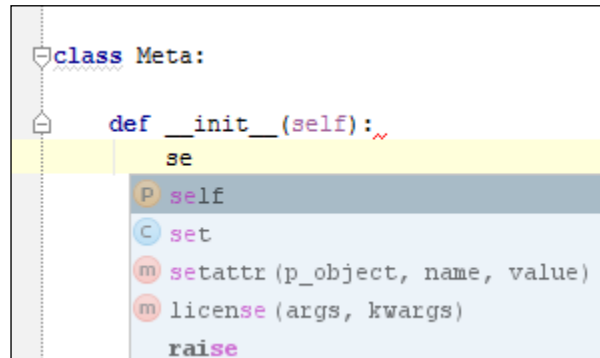 class Meta:
def __init__(self):
se
P self
C set
m setattr(p_object, name, value)
m license(args, kwargs)
raise